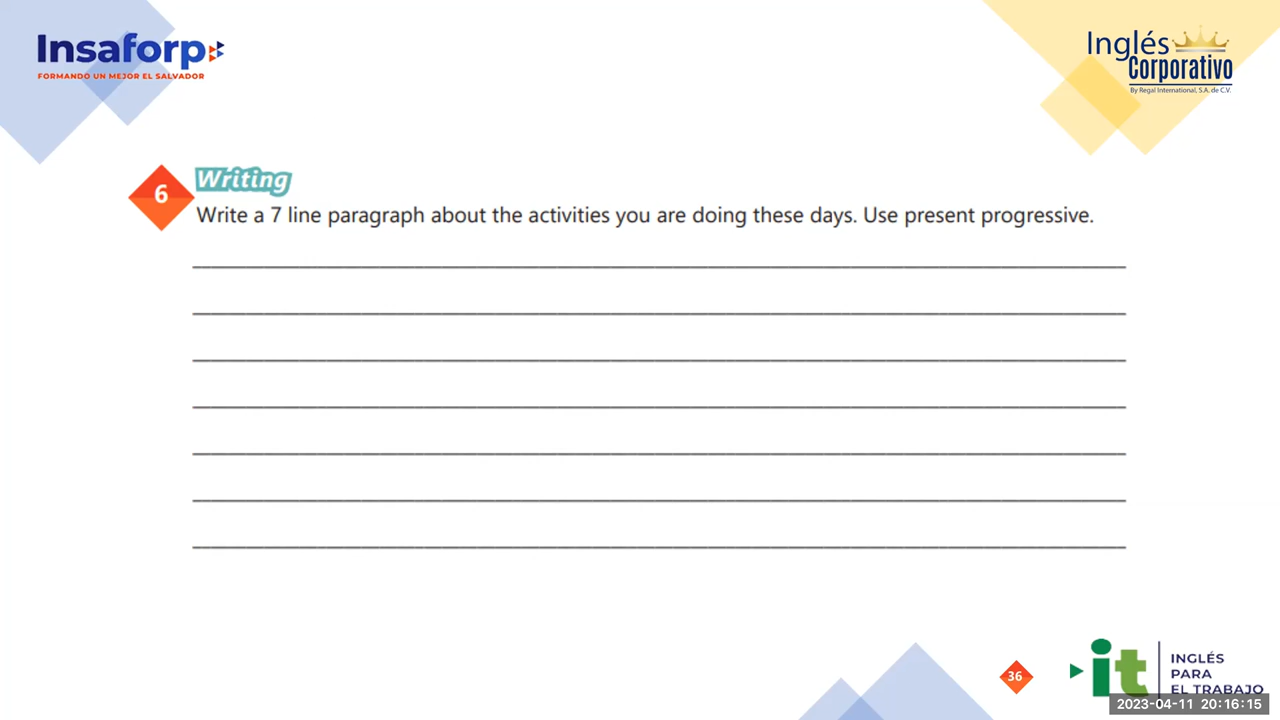 Insaforp
FORMANDO UN MEJOR EL SALVADOR
Inglés
Corporativo
By Regal International, S.A. de C.V.
6
Writing
Write a 7 line paragraph about the activities you are doing these days. Use present progressive.
36
it
INGLÉS
PARA
EL TRABAJO
2023-04-11 20:16:15